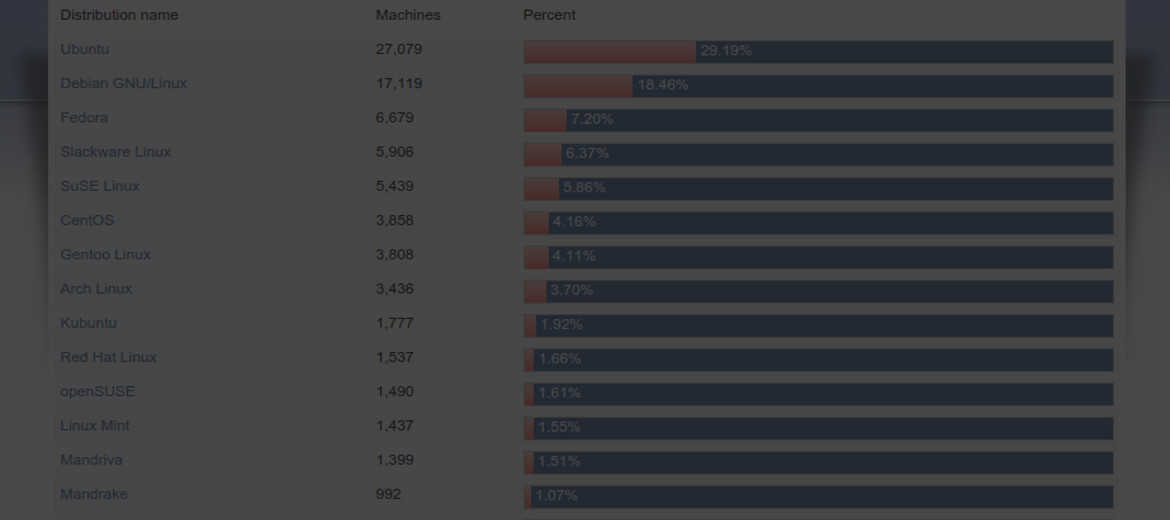 Distribution name Machines Percent
Ubuntu 27,079 29.19%
Debian GNU/Linux 17,119 18.46%
Fedora 6,679 7.20%
Slackware Linux 5,906 6.37%
SuSE Linux 5,439 5.86%
CentOS 3,858 4.16%
Gentoo Linux 3,808 4.11%
Arch Linux 3,436 3.70%
Kubuntu 1,777 1.92%
Red Hat Linux 1,537 1.66%
openSUSE 1,490 1.61%
Linux Mint 1,437 1.55%
Mandriva 1,399 1.51%
Mandrake 992 1.07%